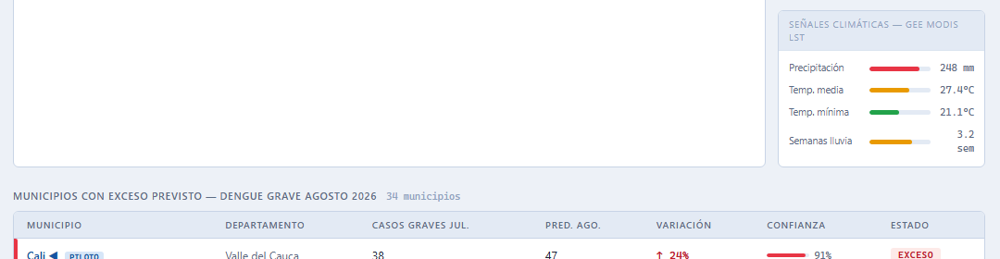 SEÑALES CLIMÁTICAS — GEE MODIS
LST
Precipitación 248 mm
Temp. media 27.4°C
Temp. mínima 21.1°C
Semanas lluvia 3.2
sem
MUNICIPIOS CON EXCESO PREVISTO — DENGUE GRAVE AGOSTO 2026 34 municipios
MUNICIPIO DEPARTAMENTO CASOS GRAVES JUL. PRED. AGO. VARIACIÓN CONFIANZA ESTADO
Cali ◀ PILOTO Valle del Cauca 38 47 ↑ 24% 91% EXCESO